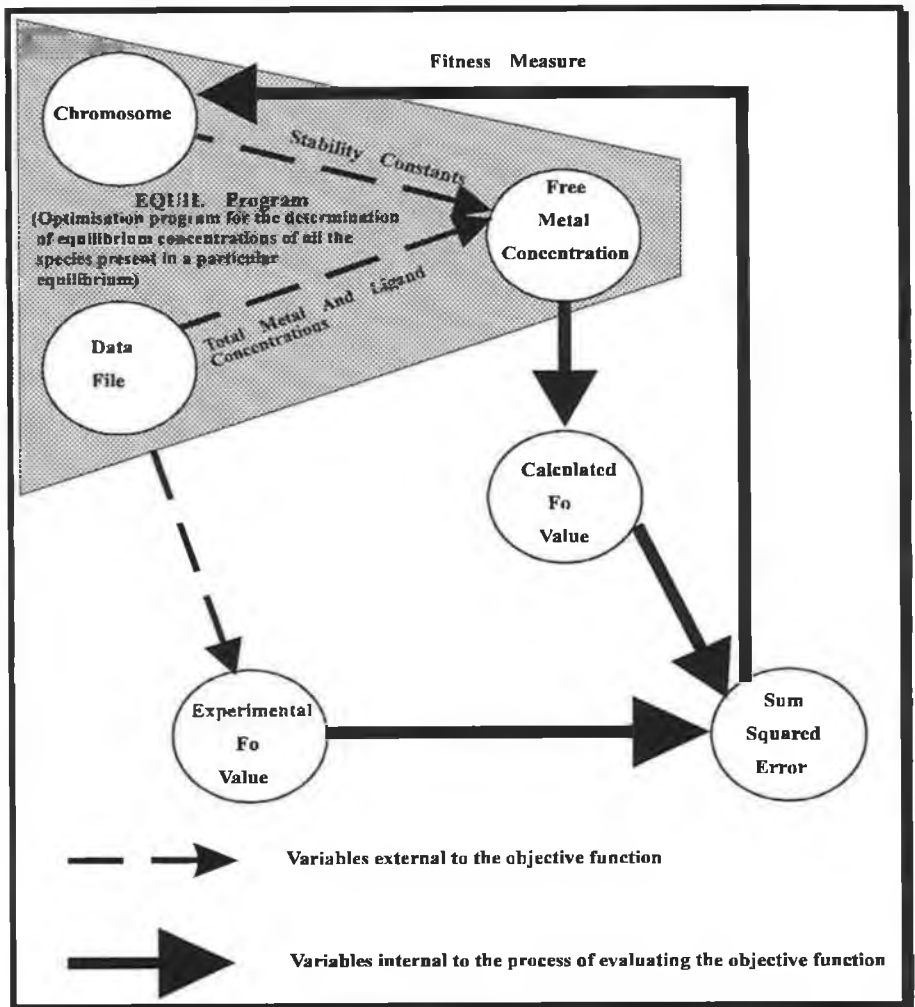 Fitness Measure
Chromosome
Stability Constants
EQUIL Program
(Optimisation program for the determination
of equilibrium concentrations of all the
species present in a particular
equilibrium)
Free
Metal
Concentration
Total Metal And Ligand
Concentrations
Data
File
Calculated
Fo
Value
Experimental
Fo
Value
Sum
Squared
Error
Variables external to the objective function
Variables internal to the process of evaluating the objective function